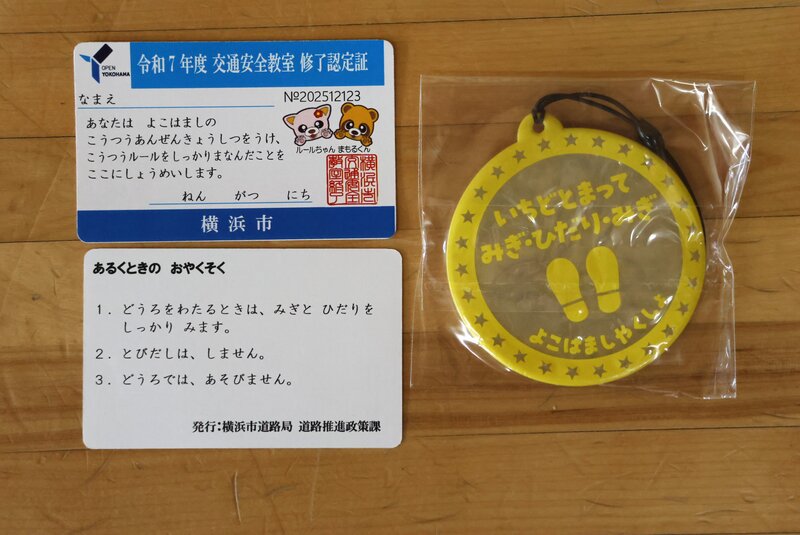 OPEN
YOKOHAMA
令和7年度 交通安全教室 修了認定証
なまえ
№202512123
あなたは よこはましの
こうつうあんぜんきょうしつをうけ、
こうつうルールをしっかりまなんだことを
ここにしょうめいします。
ルールちゃん まもるくん
ねん がつ にち
横浜市
あるくときの おやくそく
1. どうろをわたるときは、みぎと ひだりを
しっかり みます。
2. とびだしは、しません。
3. どうろでは、あそびません。
発行:横浜市道路局 道路推進政策課
いちどとまって
みぎ・ひだり・みぎ
よこはましやくしょ